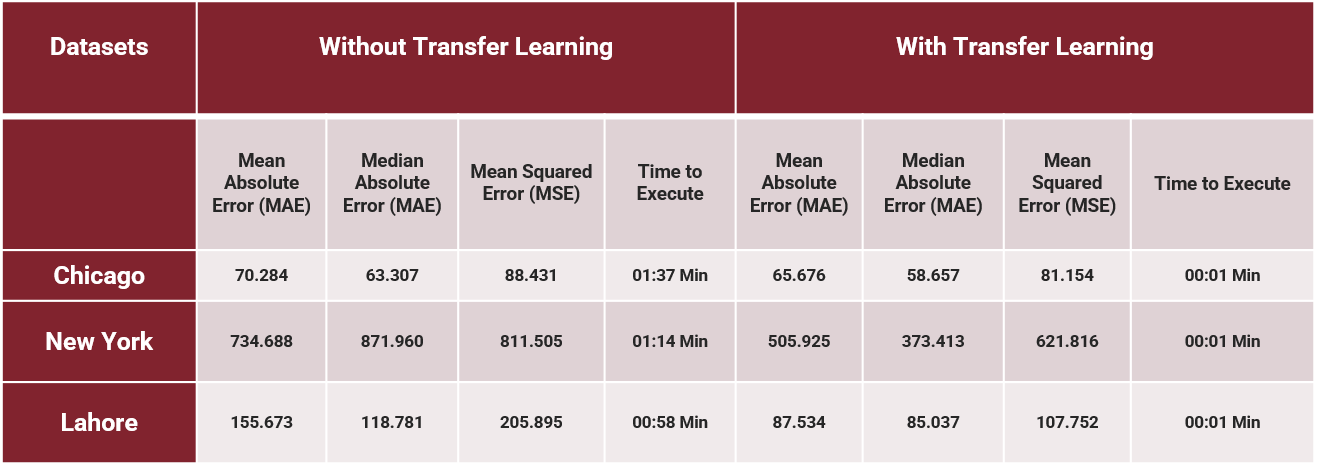 Datasets Without Transfer Learning With Transfer Learning
Mean Absolute Error (MAE) Median Absolute Error (MAE) Mean Squared Error (MSE) Time to Execute Mean Absolute Error (MAE) Median Absolute Error (MAE) Mean Squared Error (MSE) Time to Execute
Chicago 70.284 63.307 88.431 01:37 Min 65.676 58.657 81.154 00:01 Min
New York 734.688 871.960 811.505 01:14 Min 505.925 373.413 621.816 00:01 Min
Lahore 155.673 118.781 205.895 00:58 Min 87.534 85.037 107.752 00:01 Min